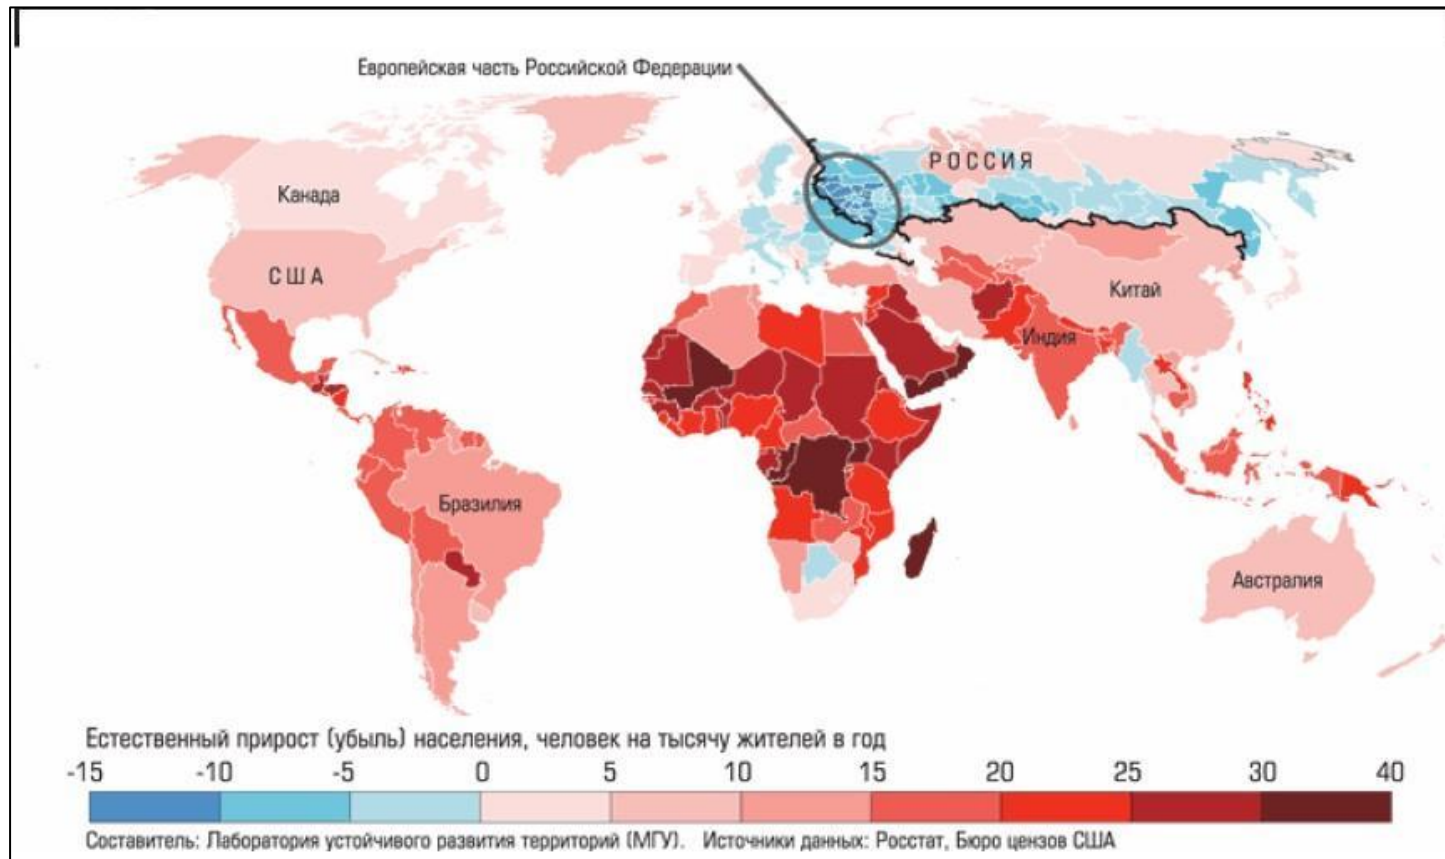 Европейская часть Российской Федерации
РОССИЯ
Канада
США
Китай
Индия
Бразилия
Австралия
Естественный прирост (убыль) населения, человек на тысячу жителей в год
-15 -10 -5 0 5 10 15 20 25 30 40
Составитель: Лаборатория устойчивого развития территорий (МГУ). Источники данных: Росстат, Бюро цензов США